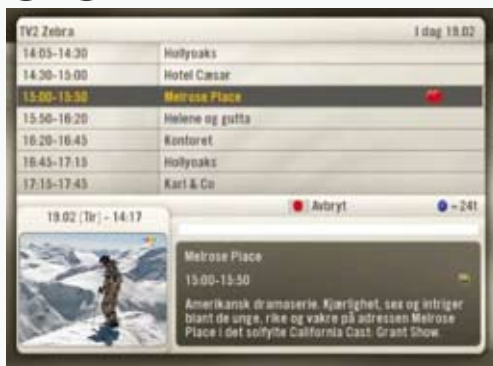 TV2 Zebra I dag 19.02
14:05-14:30 Hollyoaks
14:30-15:00 Hotel Cæsar
15:00-15:50 Melrose Place
15:50-16:20 Helene og gutta
16:20-16:45 Kontoret
16:45-17:15 Hollyoaks
17:15-17:45 Karl & Co
Avbryt -24t
19.02 (Tir) - 14:17
Melrose Place
15:00-15:50
Amerikansk dramaserie. Kjærlighet, sex og intriger
blant de unge, rike og vakre på adressen Melrose
Place i det solfylte California Cast: Grant Show.